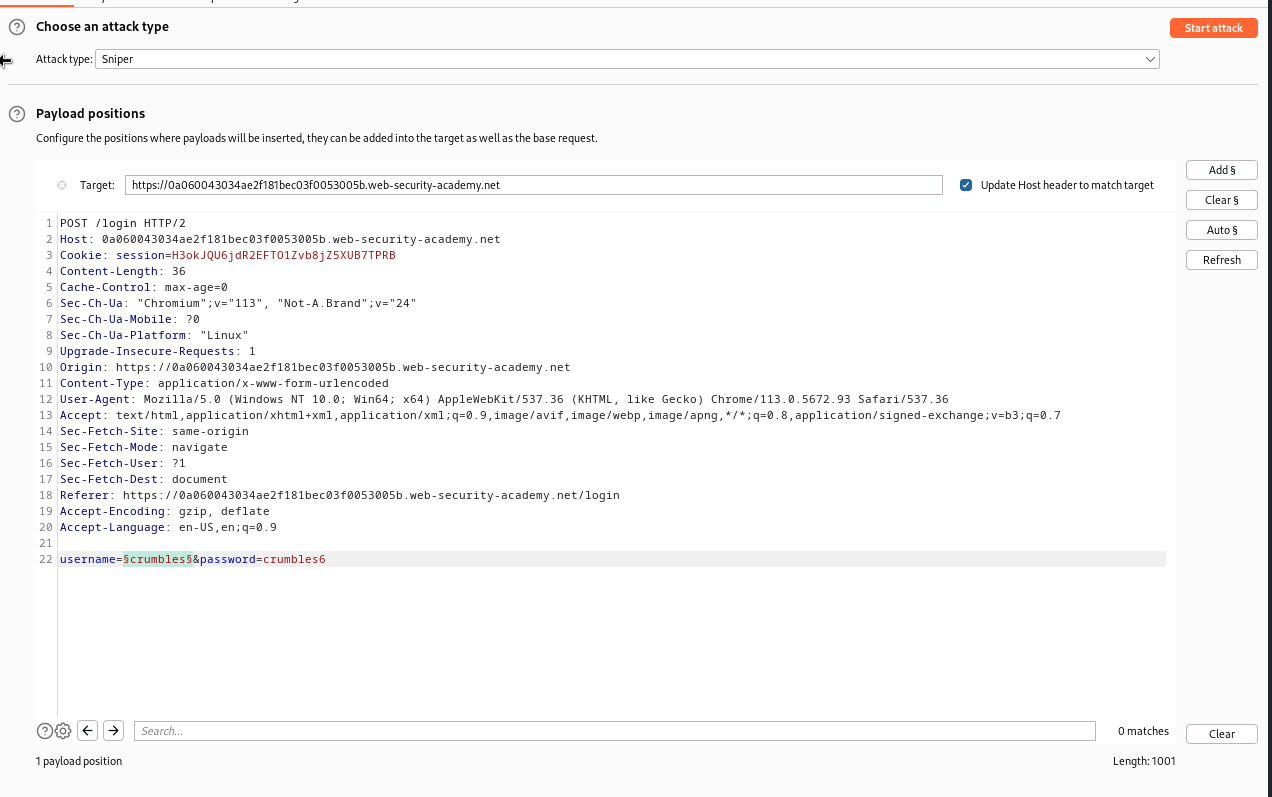 Choose an attack type
Start attack
Attack type: Sniper
Payload positions
Configure the positions where payloads will be inserted, they can be added into the target as well as the base request.
Target: https://0a060043034ae2f181bec03f0053005b.web-security-academy.net
Update Host header to match target
Add §
Clear §
Auto §
Refresh
1 POST /login HTTP/2
2 Host: 0a060043034ae2f181bec03f0053005b.web-security-academy.net
3 Cookie: session=H3okJQU6jdR2EFTO1Zvb8jZ5XUB7TPRB
4 Content-Length: 36
5 Cache-Control: max-age=0
6 Sec-Ch-Ua: "Chromium";v="113", "Not-A.Brand";v="24"
7 Sec-Ch-Ua-Mobile: ?0
8 Sec-Ch-Ua-Platform: "Linux"
9 Upgrade-Insecure-Requests: 1
10 Origin: https://0a060043034ae2f181bec03f0053005b.web-security-academy.net
11 Content-Type: application/x-www-form-urlencoded
12 User-Agent: Mozilla/5.0 (Windows NT 10.0; Win64; x64) AppleWebKit/537.36 (KHTML, like Gecko) Chrome/113.0.5672.93 Safari/537.36
13 Accept: text/html,application/xhtml+xml,application/xml;q=0.9,image/avif,image/webp,image/apng,*/*;q=0.8,application/signed-exchange;v=b3;q=0.7
14 Sec-Fetch-Site: same-origin
15 Sec-Fetch-Mode: navigate
16 Sec-Fetch-User: ?1
17 Sec-Fetch-Dest: document
18 Referer: https://0a060043034ae2f181bec03f0053005b.web-security-academy.net/login
19 Accept-Encoding: gzip, deflate
20 Accept-Language: en-US,en;q=0.9
21
22 username=§crumbles§&password=crumbles6
Search...
0 matches
Clear
1 payload position
Length: 1001